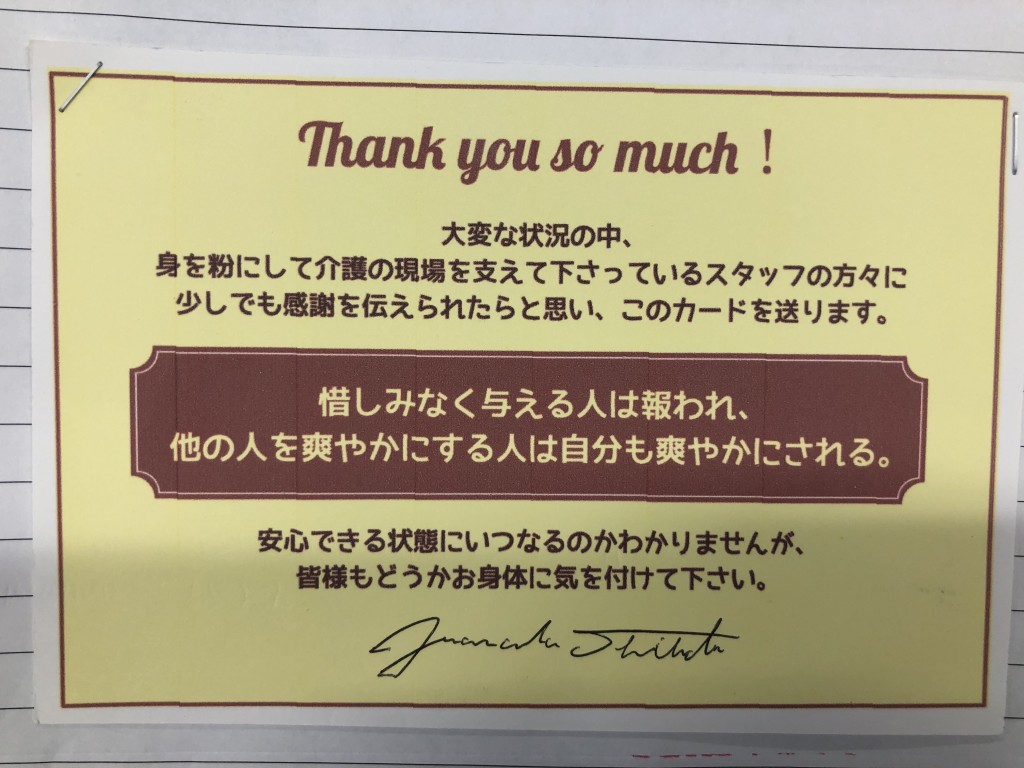 Thank you so much！
大変な状況の中、
身を粉にして介護の現場を支えて下さっているスタッフの方々に
少しでも感謝を伝えられたらと思い、このカードを送ります。
惜しみなく与える人は報われ、
他の人を爽やかにする人は自分も爽やかにされる。
安心できる状態にいつなるのかわかりませんが、
皆様もどうかお身体に気を付けて下さい。